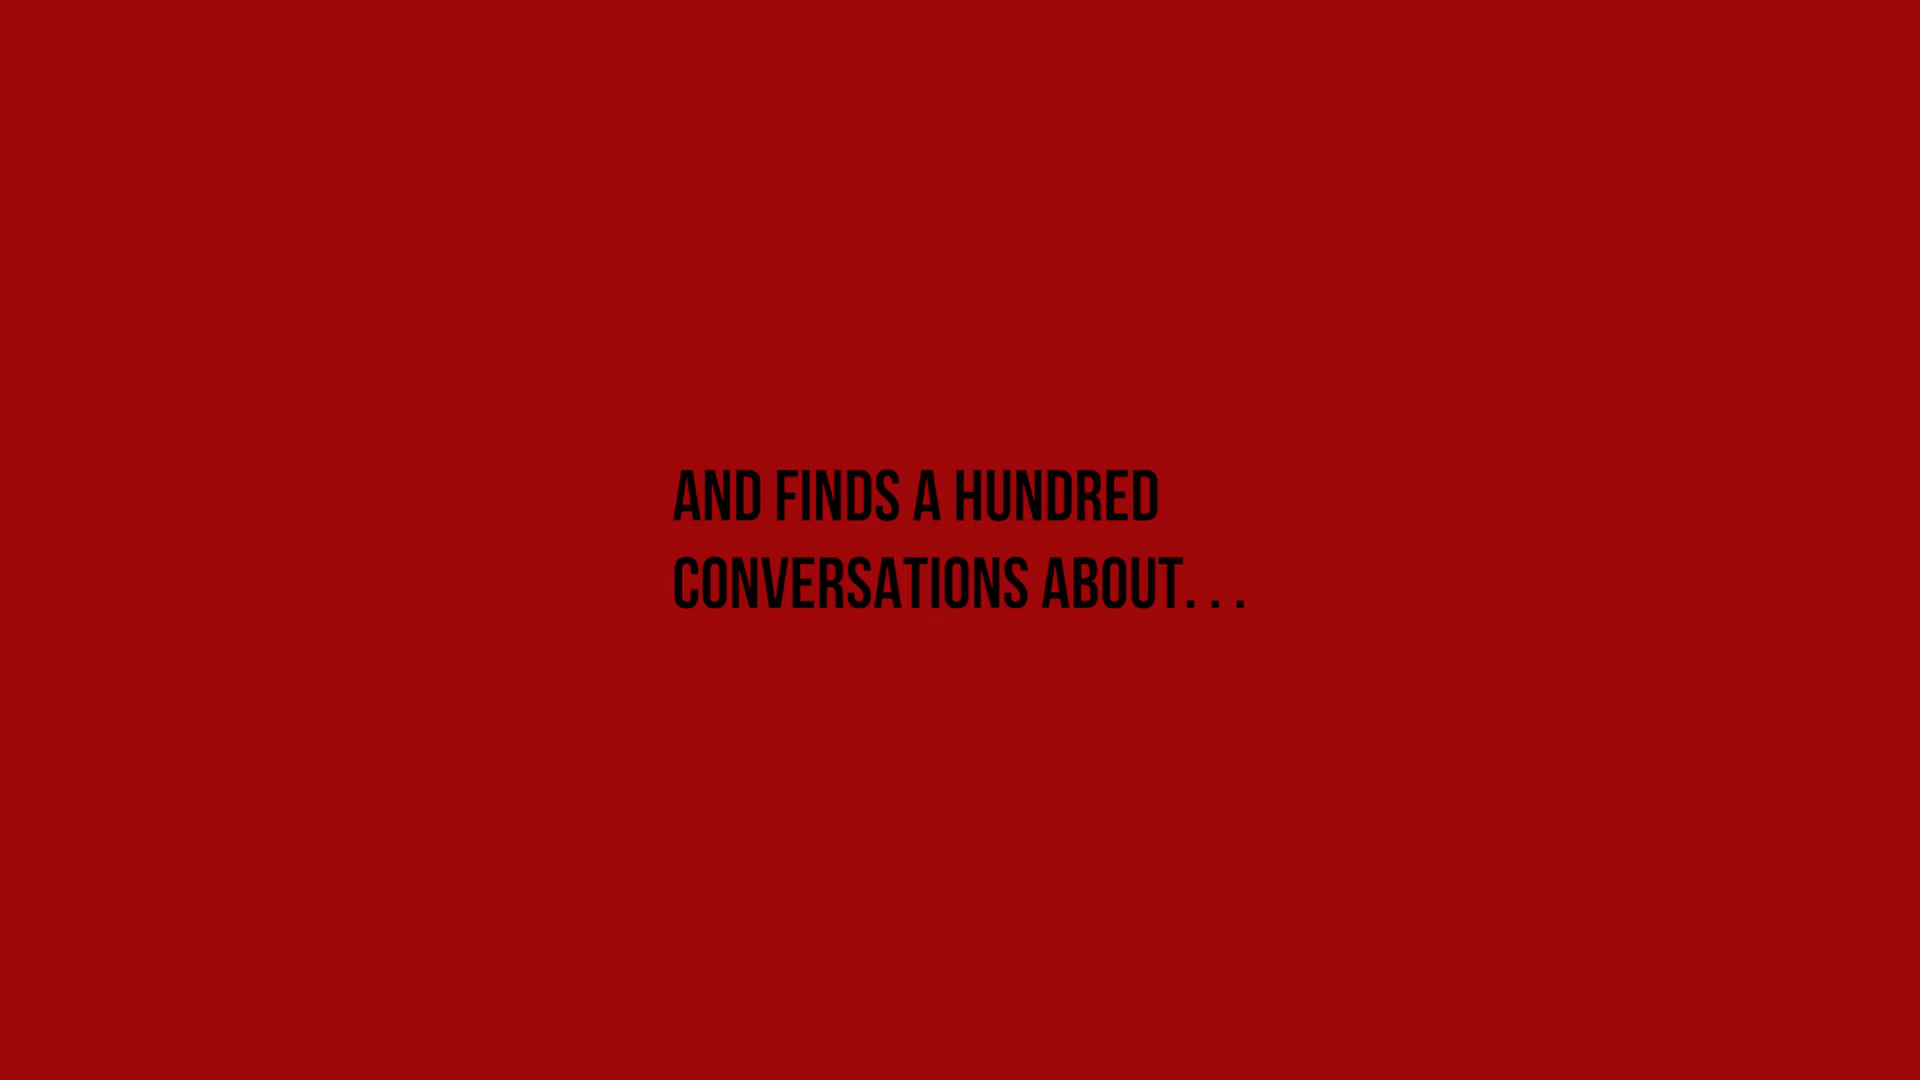 AND FINDS A HUNDRED
CONVERSATIONS ABOUT. . .